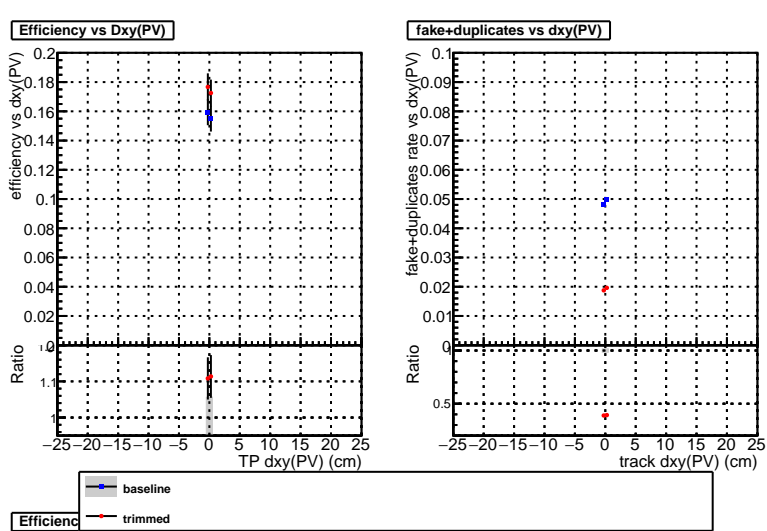 Efficiency vs Dxy(PV)
efficiency vs dxy(PV)
0.2
0.18
0.16
0.14
0.12
0.1
0.08
0.06
0.04
0.02
0
Ratio
1.1
1
−25 −20 −15 −10 −5 0 5 10 15 20 25
TP dxy(PV) (cm)
fake+duplicates vs dxy(PV)
fake+duplicates rate vs dxy(PV)
0.1
0.09
0.08
0.07
0.06
0.05
0.04
0.03
0.02
0.01
0
Ratio
1
0.5
−25 −20 −15 −10 −5 0 5 10 15 20 25
track dxy(PV) (cm)
baseline
trimmed
Efficienc